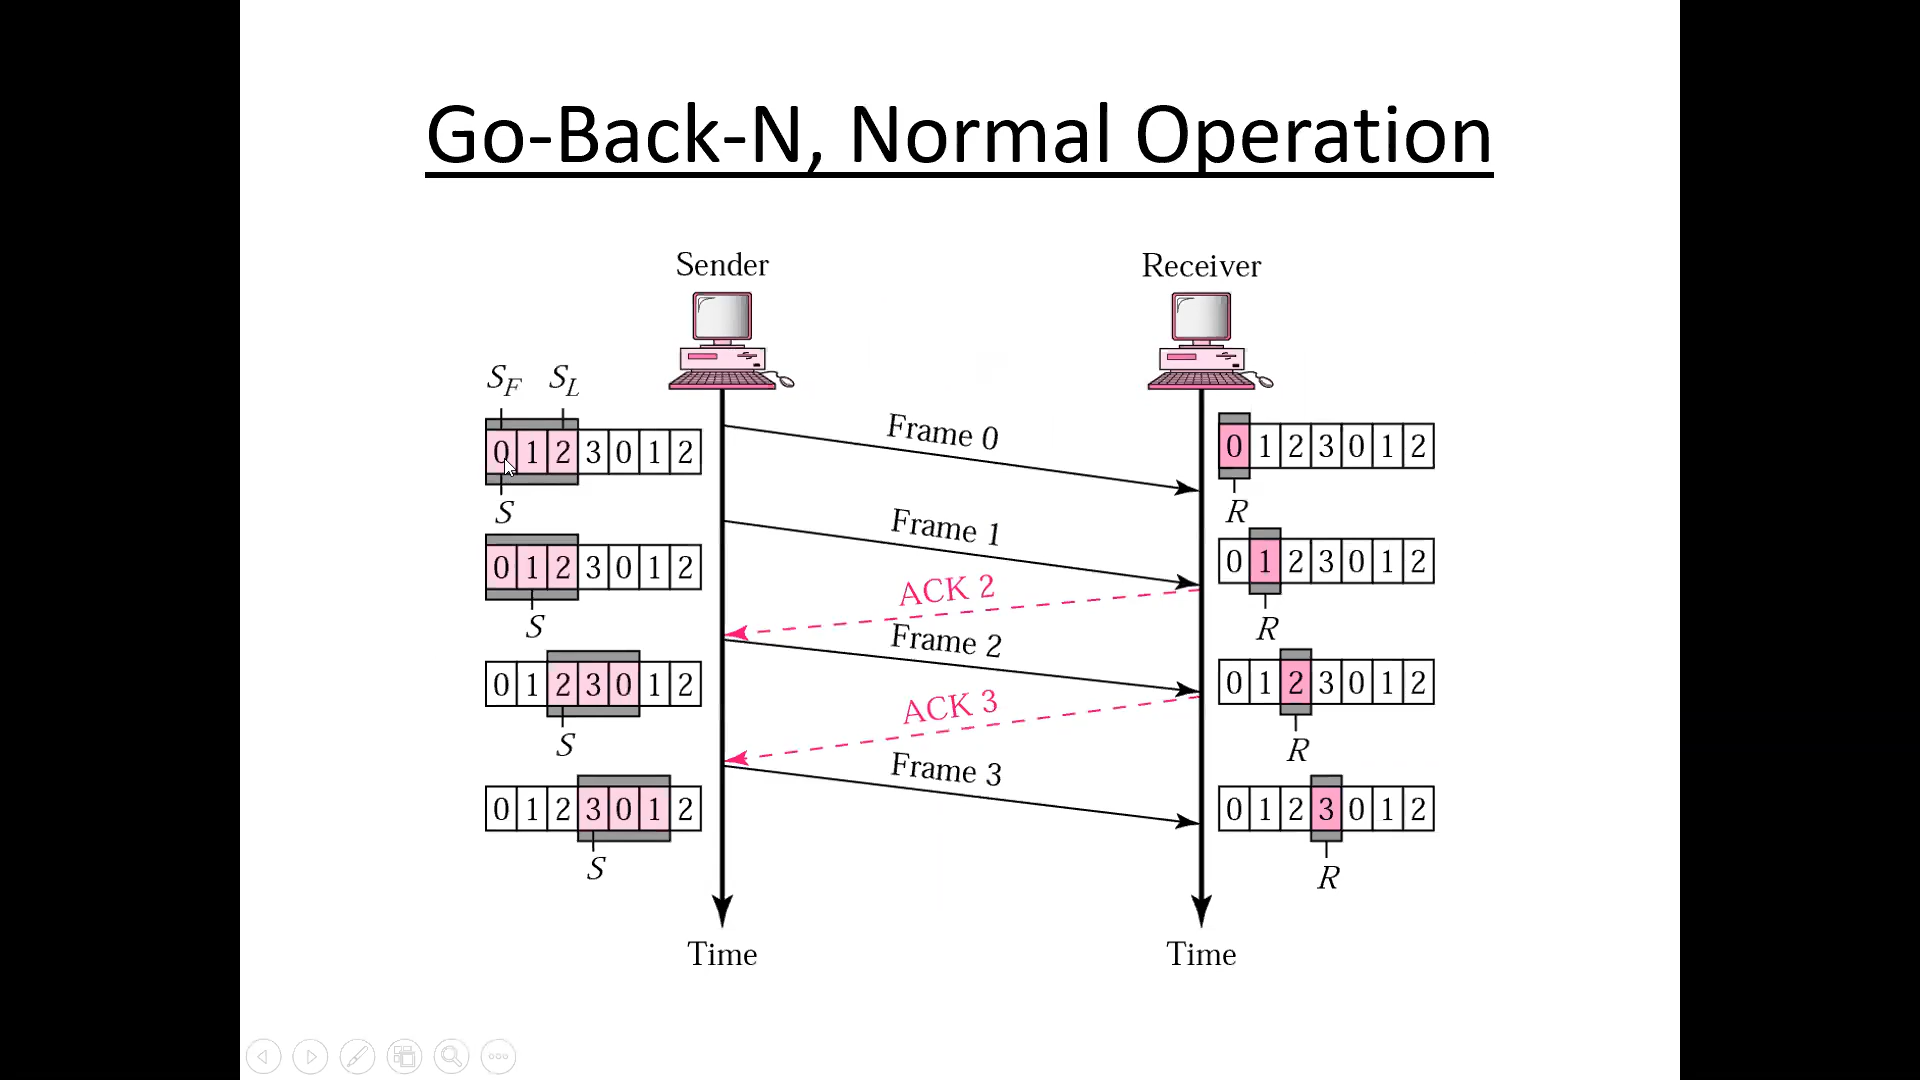 Go-Back-N, Normal Operation
Sender Receiver
S_F S_L
0 1 2 3 0 1 2
S
Frame 0
0 1 2 3 0 1 2
R
0 1 2 3 0 1 2
S
Frame 1
0 1 2 3 0 1 2
R
ACK 2
0 1 2 3 0 1 2
S
Frame 2
0 1 2 3 0 1 2
R
ACK 3
0 1 2 3 0 1 2
S
Frame 3
0 1 2 3 0 1 2
R
Time Time